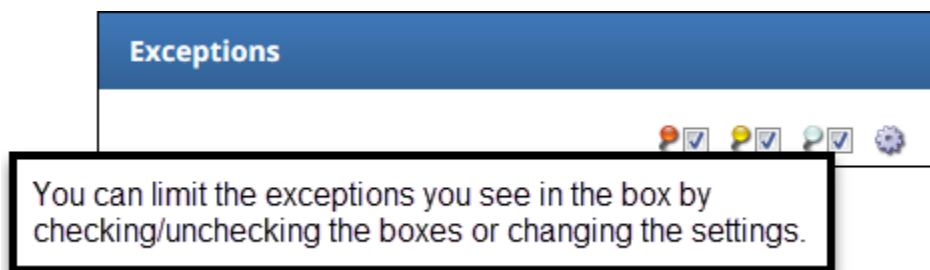 Exceptions
You can limit the exceptions you see in the box by
checking/unchecking the boxes or changing the settings.